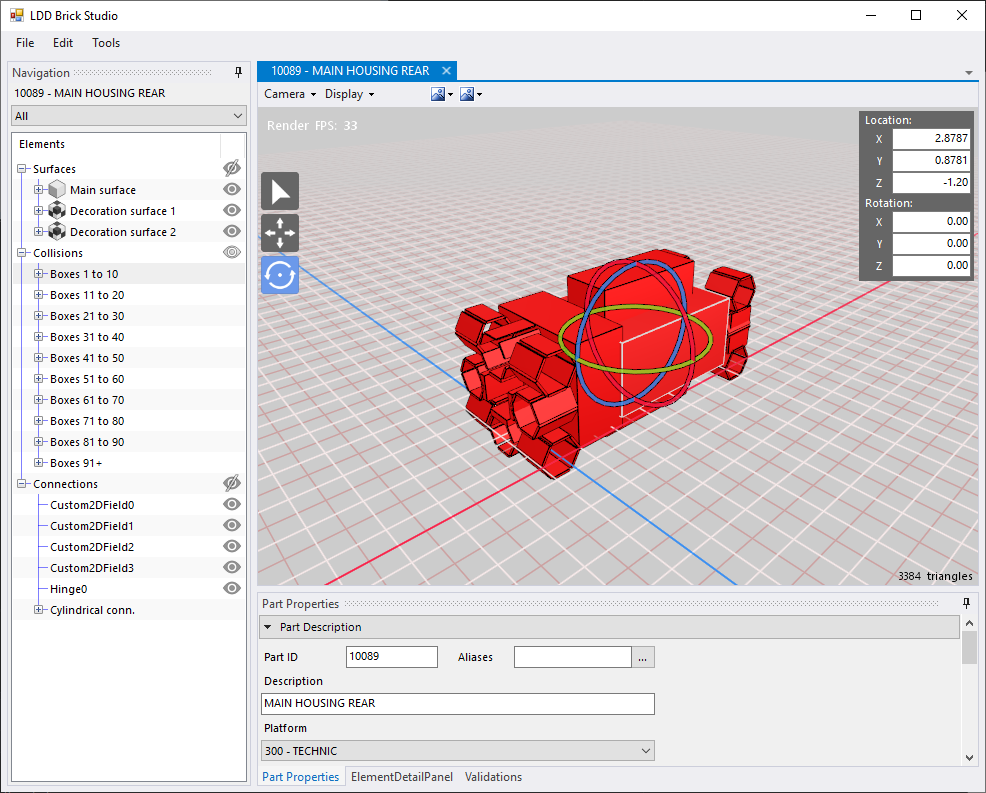 LDD Brick Studio
File Edit Tools
Navigation
10089 - MAIN HOUSING REAR
All
Elements
Surfaces
Main surface
Decoration surface 1
Decoration surface 2
Collisions
Boxes 1 to 10
Boxes 11 to 20
Boxes 21 to 30
Boxes 31 to 40
Boxes 41 to 50
Boxes 51 to 60
Boxes 61 to 70
Boxes 71 to 80
Boxes 81 to 90
Boxes 91+
Connections
Custom2DField0
Custom2DField1
Custom2DField2
Custom2DField3
Hinge0
Cylindrical conn.
10089 - MAIN HOUSING REAR
Camera Display
Render FPS: 33
Location:
X 2.8787
Y 0.8781
Z -1.20
Rotation:
X 0.00
Y 0.00
Z 0.00
3384 triangles
Part Properties
Part Description
Part ID 10089 Aliases ...
Description
MAIN HOUSING REAR
Platform
300 - TECHNIC
Part Properties ElementDetailPanel Validations